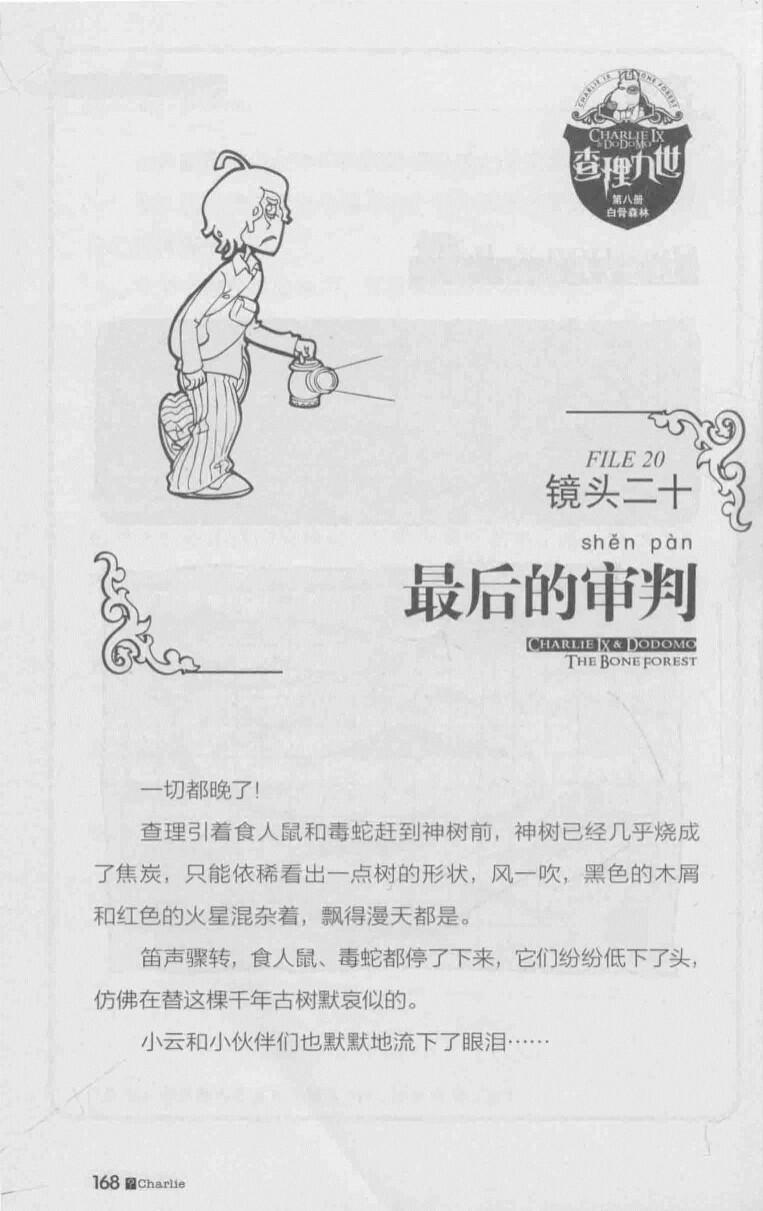 CHARLIE IX ONE FOREST
CHARLIE IX
& DODOMO
查理九世
第八册
白骨森林
FILE 20
镜头二十
shěn pàn
最后的审判
CHARLIE IX & DODOMO
THE BONE FOREST
一切都晚了!
查理引着食人鼠和毒蛇赶到神树前，神树已经几乎烧成
了焦炭，只能依稀看出一点树的形状，风一吹，黑色的木屑
和红色的火星混杂着，飘得漫天都是。
笛声骤转，食人鼠、毒蛇都停了下来，它们纷纷低下了头，
仿佛在替这棵千年古树默哀似的。
小云和小伙伴们也默默地流下了眼泪……
168 Charlie